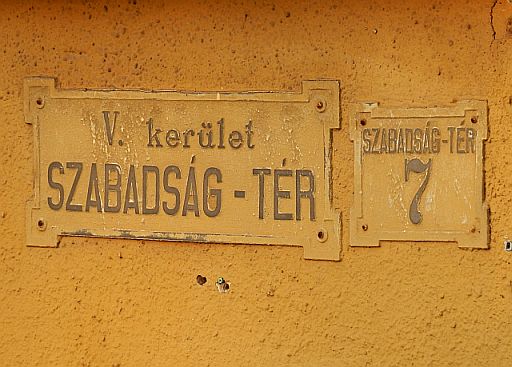 V. kerület
SZABADSÁG - TÉR
SZABADSÁG - TÉR
7